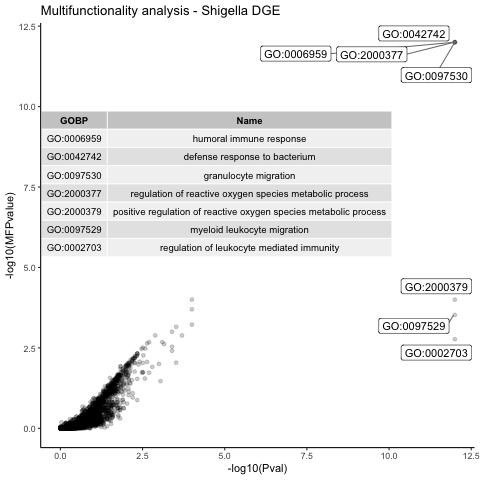 Multifunctionality analysis - Shigella DGE
12.5
GO:0042742
GO:0006959
GO:2000377
GO:0097530
10.0
GOBP Name
GO:0006959 humoral immune response
GO:0042742 defense response to bacterium
GO:0097530 granulocyte migration
7.5
GO:2000377 regulation of reactive oxygen species metabolic process
GO:2000379 positive regulation of reactive oxygen species metabolic process
GO:0097529 myeloid leukocyte migration
GO:0002703 regulation of leukocyte mediated immunity
-log10(MFPvalue)
5.0
GO:2000379
GO:0097529
2.5
GO:0002703
0.0
0.0 2.5 5.0 7.5 10.0 12.5
-log10(Pval)